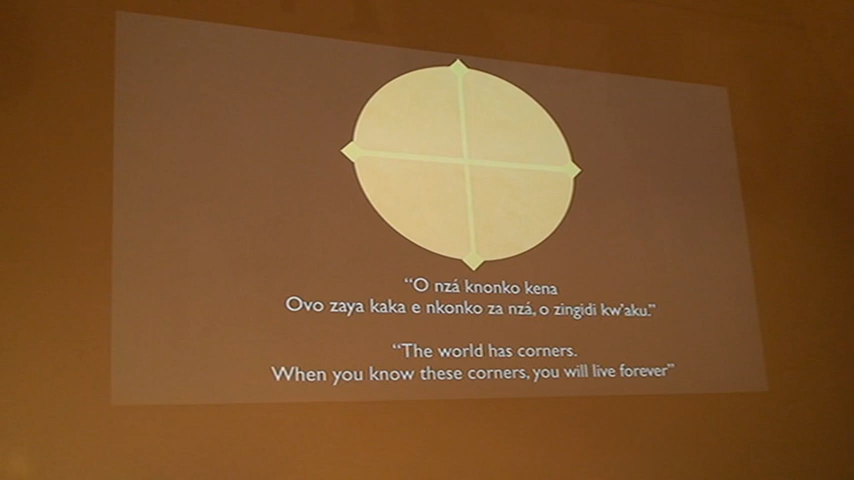 “O nzá knonko kena
Ovo zaya kaka e nkonko za nzá, o zingidi kw’aku.”
“The world has corners.
When you know these corners, you will live forever”